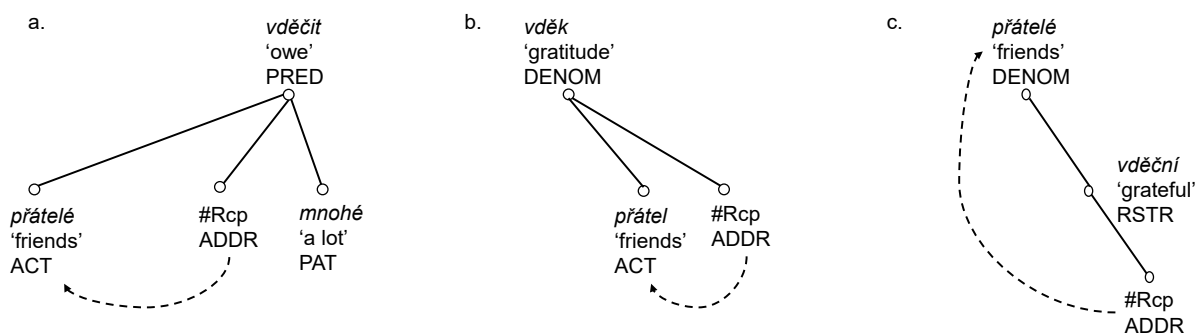 a.
vděčit
‘owe’
PRED
přátelé
‘friends’
ACT
#Rcp
ADDR
mnohé
‘a lot’
PAT
b.
vděk
‘gratitude’
DENOM
přátel
‘friends’
ACT
#Rcp
ADDR
c.
přátelé
‘friends’
DENOM
vděční
‘grateful’
RSTR
#Rcp
ADDR